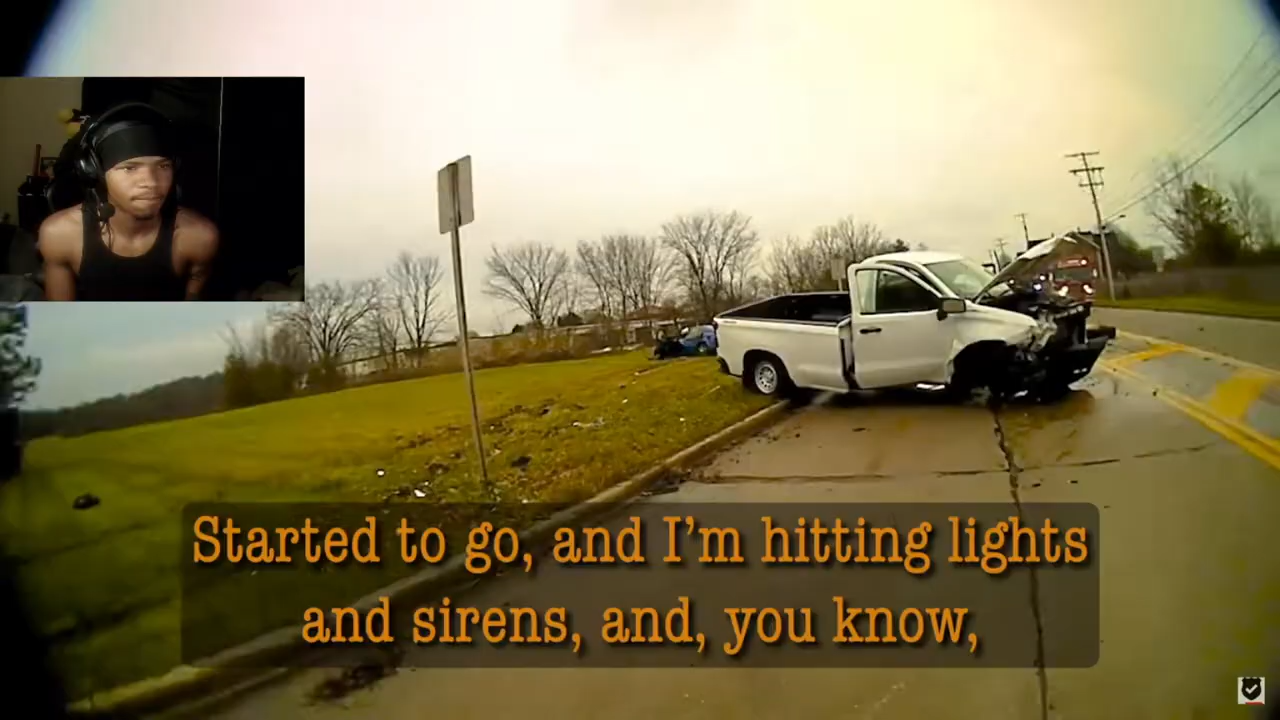 Started to go, and I'm hitting lights
and sirens, and, you know,